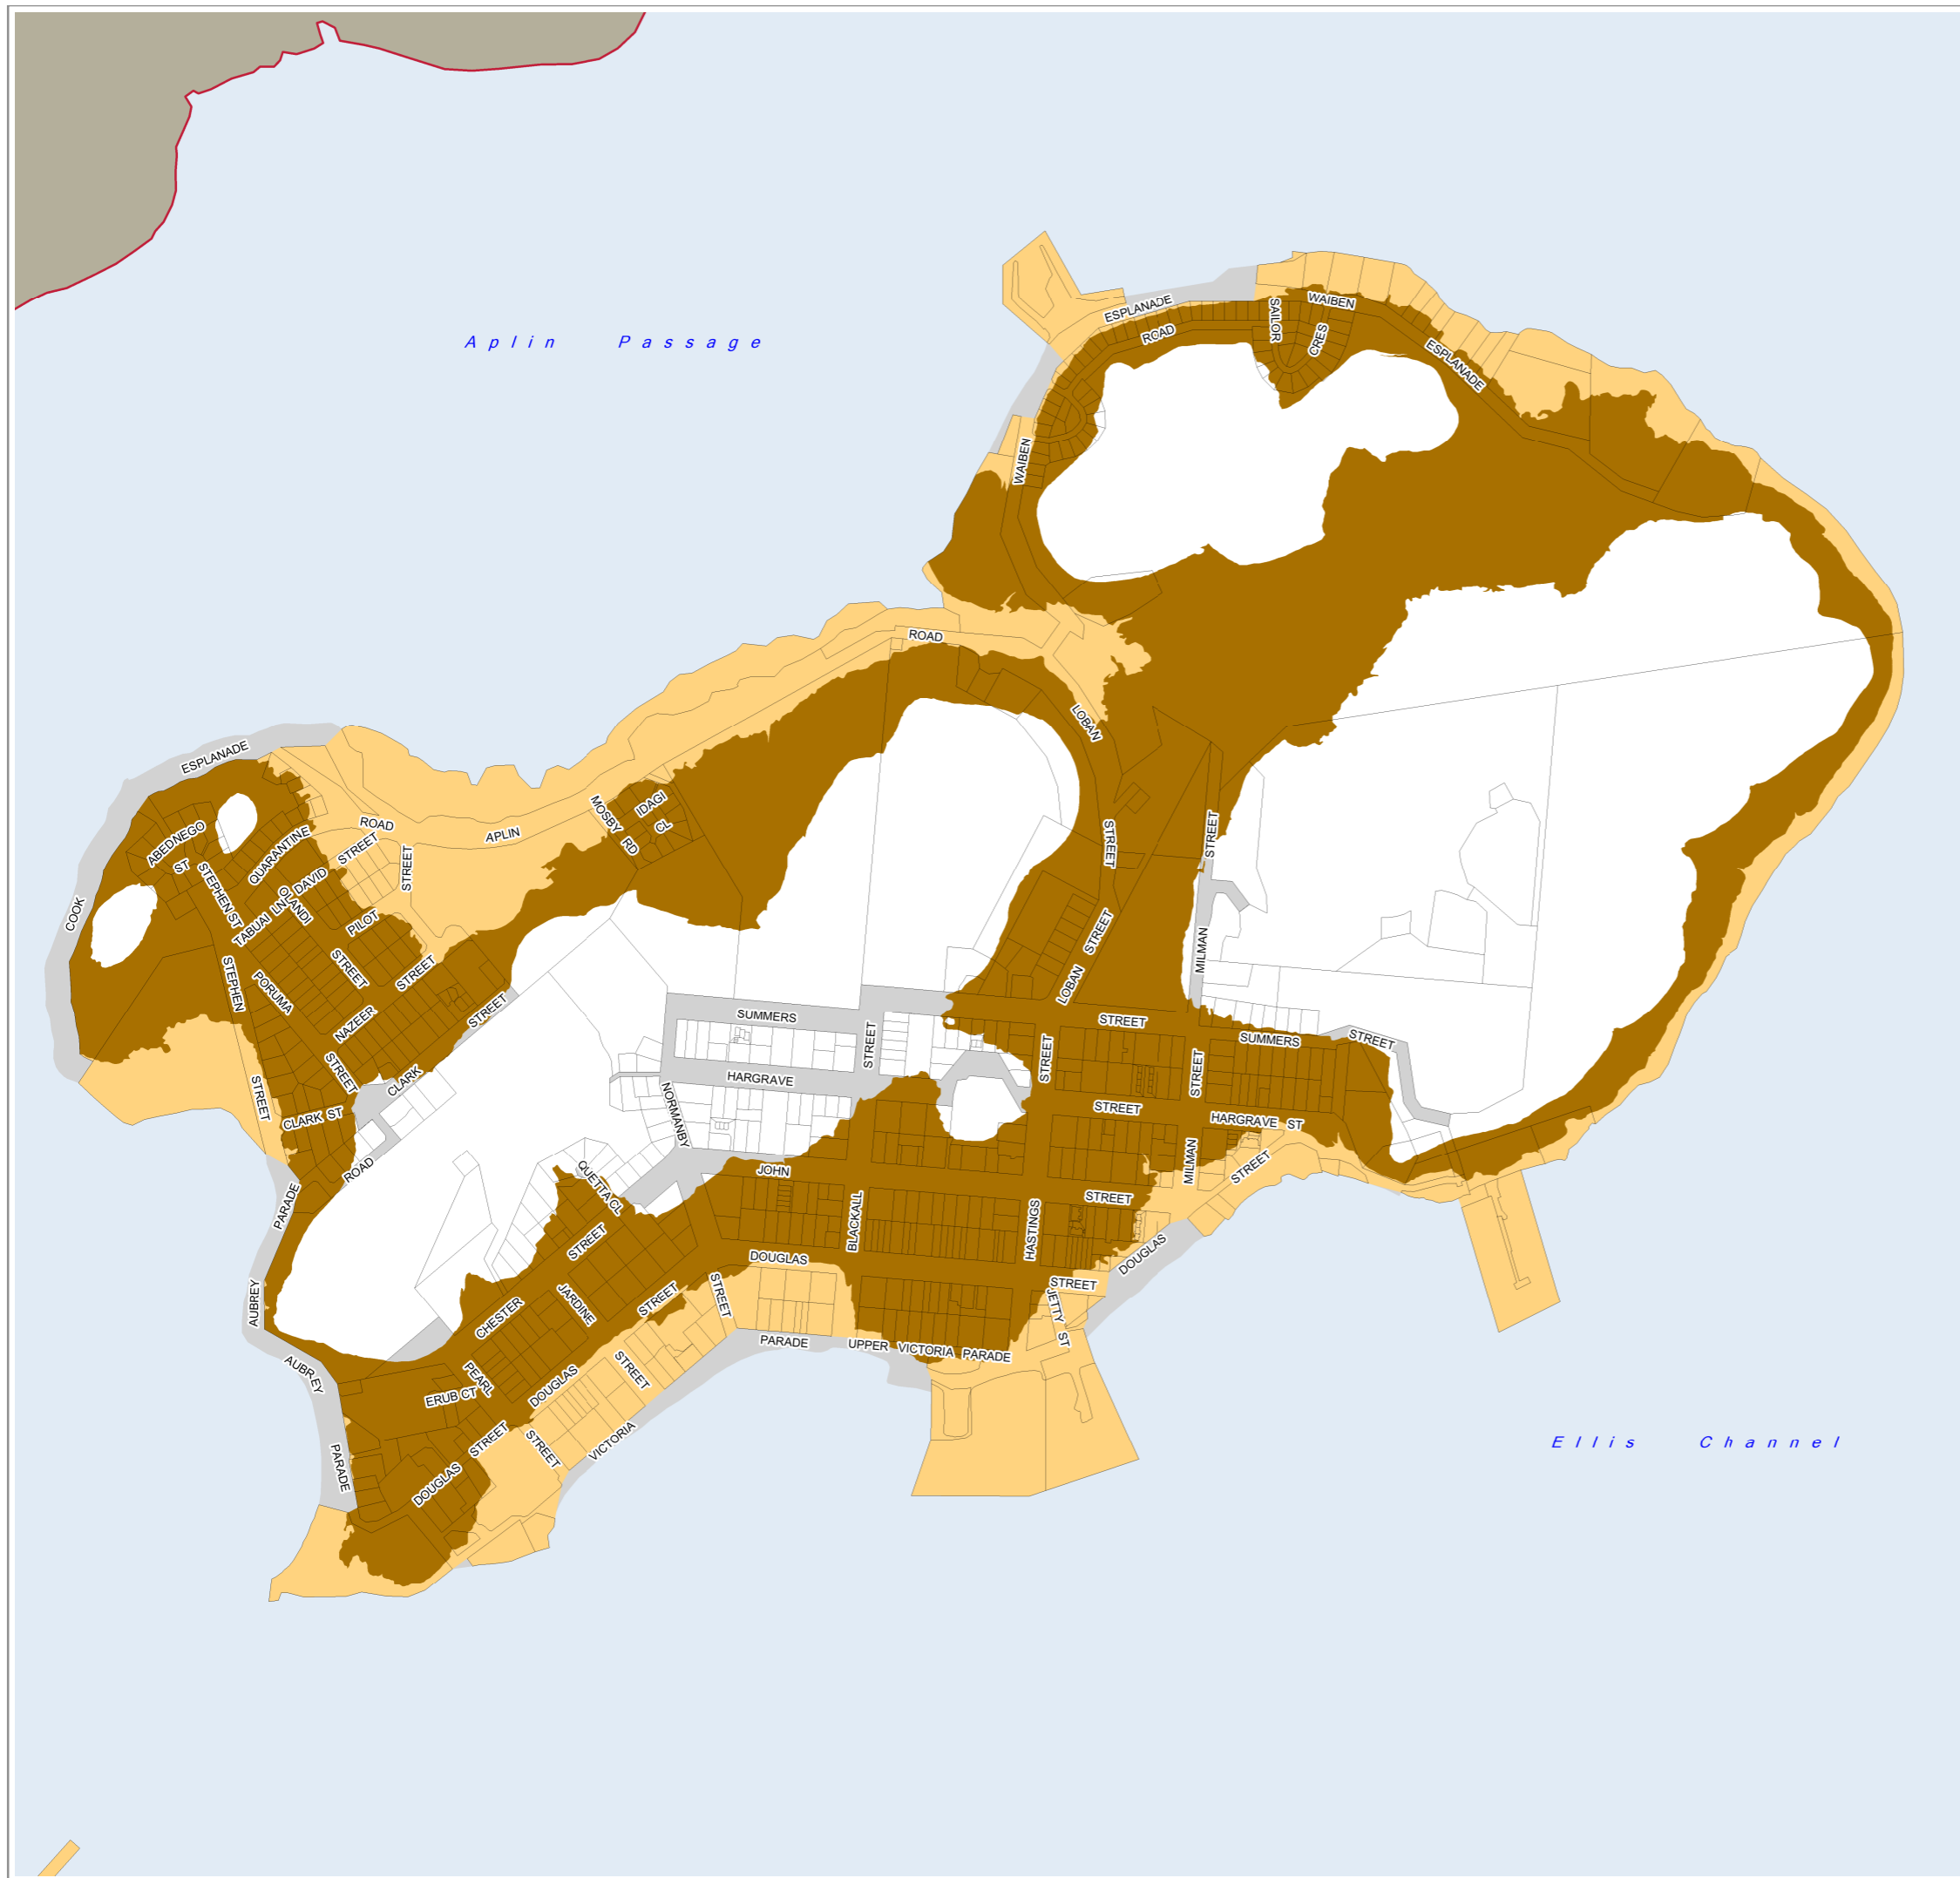 Aplin Passage
ESPLANADE
WAIBEN
SAILOR
ROAD
CRES
ESPLANADE
WAIBEN
ROAD
LOBAN
ESPLANADE
MOSBY RD
IDAGI CL
ROAD
APLIN
STREET
STREET
STREET
STREET
ABEDNEGO ST
QUARANTINE
STEPHEN ST
DAVID
OLANDI
TABUAI LN
PILOT
COOK
STREET
STREET
STEPHEN
PORUMA
NAZEER
STREET
LOBAN STREET
MILMAN
SUMMERS
STREET
STREET
STREET
SUMMERS
STREET
STREET
STREET
CLARK
HARGRAVE
NORMANBY
STREET
CLARK ST
STREET
HARGRAVE ST
ROAD
JOHN
MILMAN
STREET
QUETTA CL
PARADE
STREET
BLACKALL
HASTINGS
STREET
DOUGLAS
DOUGLAS
STREET
STREET
STREET
AUBREY
JARDINE
CHESTER
JETTY ST
PARADE
UPPER VICTORIA PARADE
AUBREY
PEARL
STREET
DOUGLAS
ERUB CT
STREET
STREET
VICTORIA
PARADE
DOUGLAS
Ellis Channel